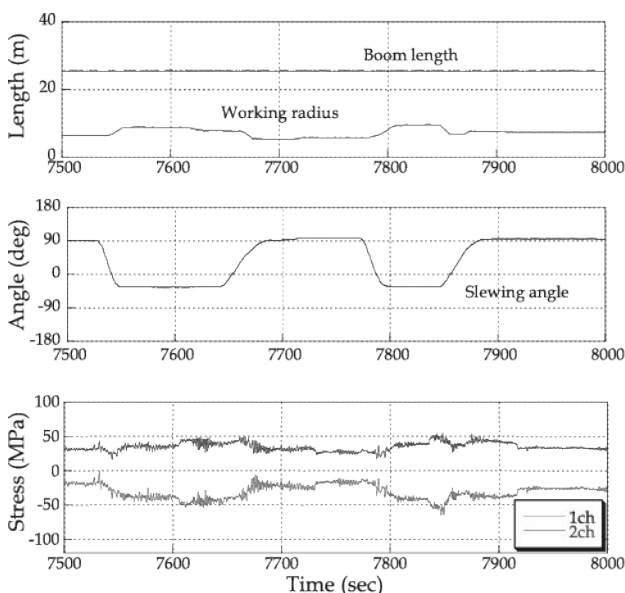 40
20
0
Length (m)
Boom length
Working radius
7500 7600 7700 7800 7900 8000
180
90
0
-90
-180
Angle (deg)
Slewing angle
7500 7600 7700 7800 7900 8000
100
50
0
-50
-100
Stress (MPa)
1ch
2ch
7500 7600 7700 7800 7900 8000
Time (sec)